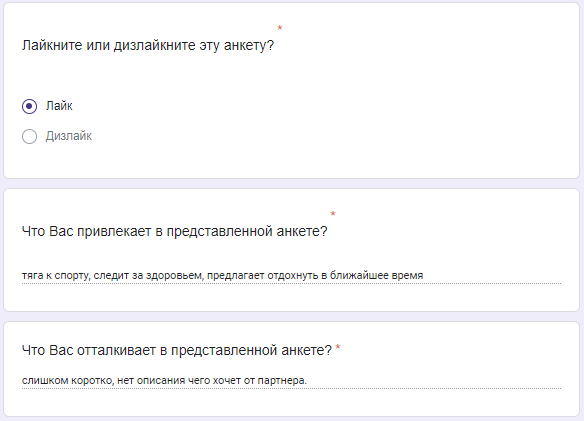 Лайкните или дизлайкните эту анкету? *
Лайк
Дизлайк
Что Вас привлекает в представленной анкете? *
тяга к спорту, следит за здоровьем, предлагает отдохнуть в ближайшее время
Что Вас отталкивает в представленной анкете? *
слишком коротко, нет описания чего хочет от партнера.